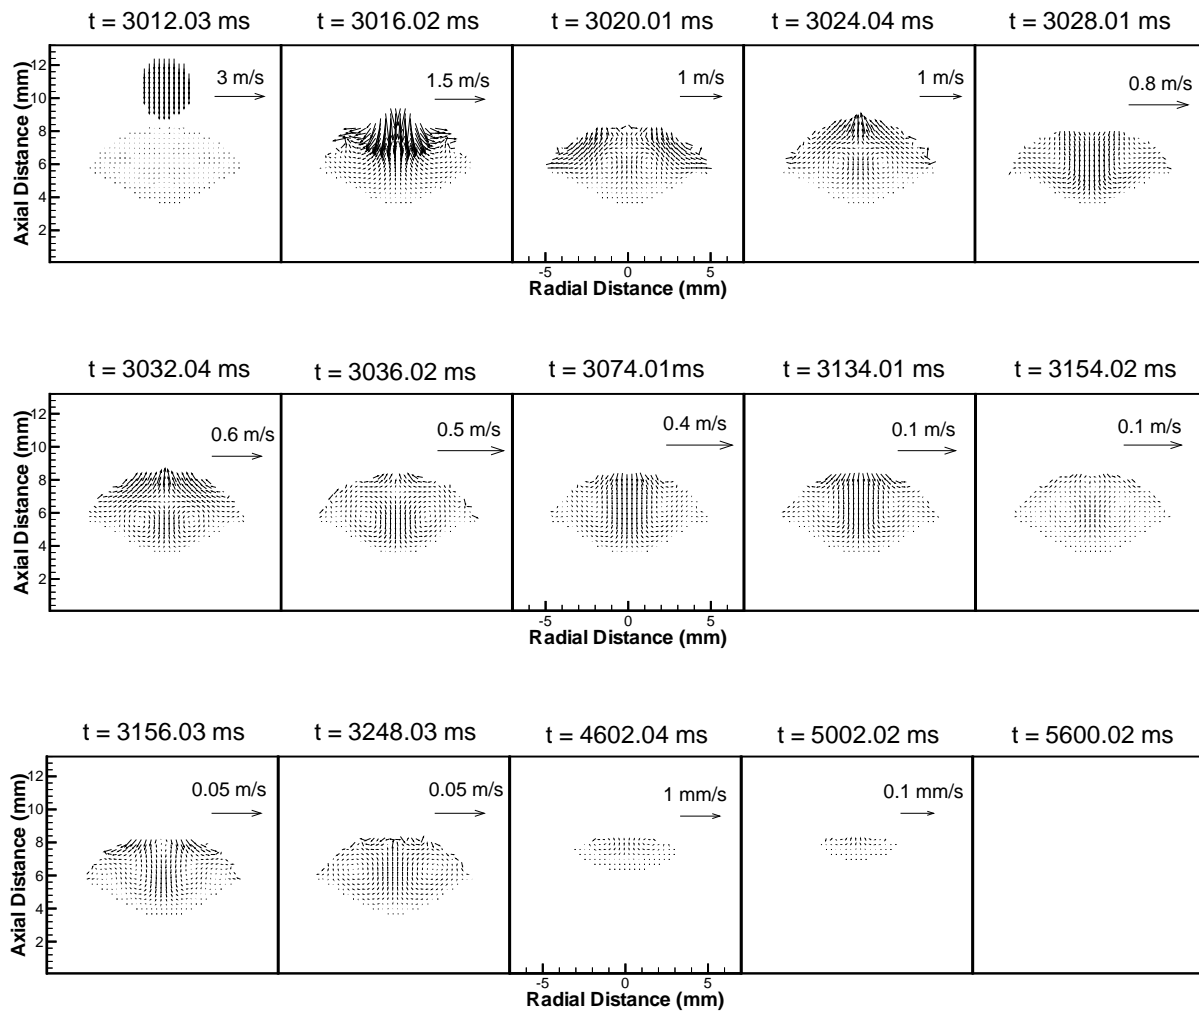 t = 3012.03 ms t = 3016.02 ms t = 3020.01 ms t = 3024.04 ms t = 3028.01 ms
3 m/s 1.5 m/s 1 m/s 1 m/s 0.8 m/s
Axial Distance (mm)
12
10
8
6
4
2
-5 0 5
Radial Distance (mm)
t = 3032.04 ms t = 3036.02 ms t = 3074.01ms t = 3134.01 ms t = 3154.02 ms
0.6 m/s 0.5 m/s 0.4 m/s 0.1 m/s 0.1 m/s
Axial Distance (mm)
12
10
8
6
4
2
-5 0 5
Radial Distance (mm)
t = 3156.03 ms t = 3248.03 ms t = 4602.04 ms t = 5002.02 ms t = 5600.02 ms
0.05 m/s 0.05 m/s 1 mm/s 0.1 mm/s
Axial Distance (mm)
12
10
8
6
4
2
-5 0 5
Radial Distance (mm)